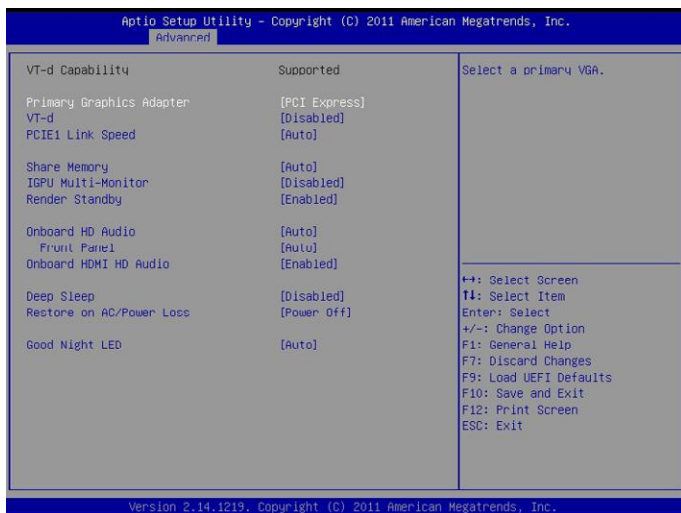 Aptio Setup Utility – Copyright (C) 2011 American Megatrends, Inc.
Advanced
VT-d Capability Supported
Primary Graphics Adapter [PCI Express]
VT-d [Disabled]
PCIE1 Link Speed [Auto]
Share Memory [Auto]
IGPU Multi-Monitor [Disabled]
Render Standby [Enabled]
Onboard HD Audio [Auto]
Front Panel [Auto]
Onboard HDMI HD Audio [Enabled]
Deep Sleep [Disabled]
Restore on AC/Power Loss [Power Off]
Good Night LED [Auto]
Select a primary VGA.
↔: Select Screen
↑↓: Select Item
Enter: Select
+/-: Change Option
F1: General Help
F7: Discard Changes
F9: Load UEFI Defaults
F10: Save and Exit
F12: Print Screen
ESC: Exit
Version 2.14.1219. Copyright (C) 2011 American Megatrends, Inc.